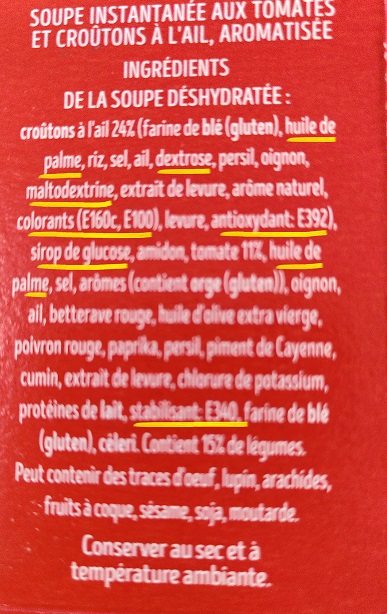 SOUPE INSTANTANÉE AUX TOMATES
ET CROÛTONS À L'AIL, AROMATISÉE
INGRÉDIENTS
DE LA SOUPE DÉSHYDRATÉE :
croûtons à l'ail 24% (farine de blé (gluten), huile de
palme, riz, sel, ail, dextrose, persil, oignon,
maltodextrine, extrait de levure, arôme naturel,
colorants (E160c, E100), levure, antioxydant: E392),
sirop de glucose, amidon, tomate 11%, huile de
palme, sel, arômes (contient orge (gluten)), oignon,
ail, betterave rouge, huile d'olive extra vierge,
poivron rouge, paprika, persil, piment de Cayenne,
cumin, extrait de levure, chlorure de potassium,
protéines de lait, stabilisant: E340, farine de blé
(gluten), céleri. Contient 15% de légumes.
Peut contenir des traces d'oeuf, lupin, arachides,
fruits à coque, sésame, soja, moutarde.
Conserver au sec et à
température ambiante.